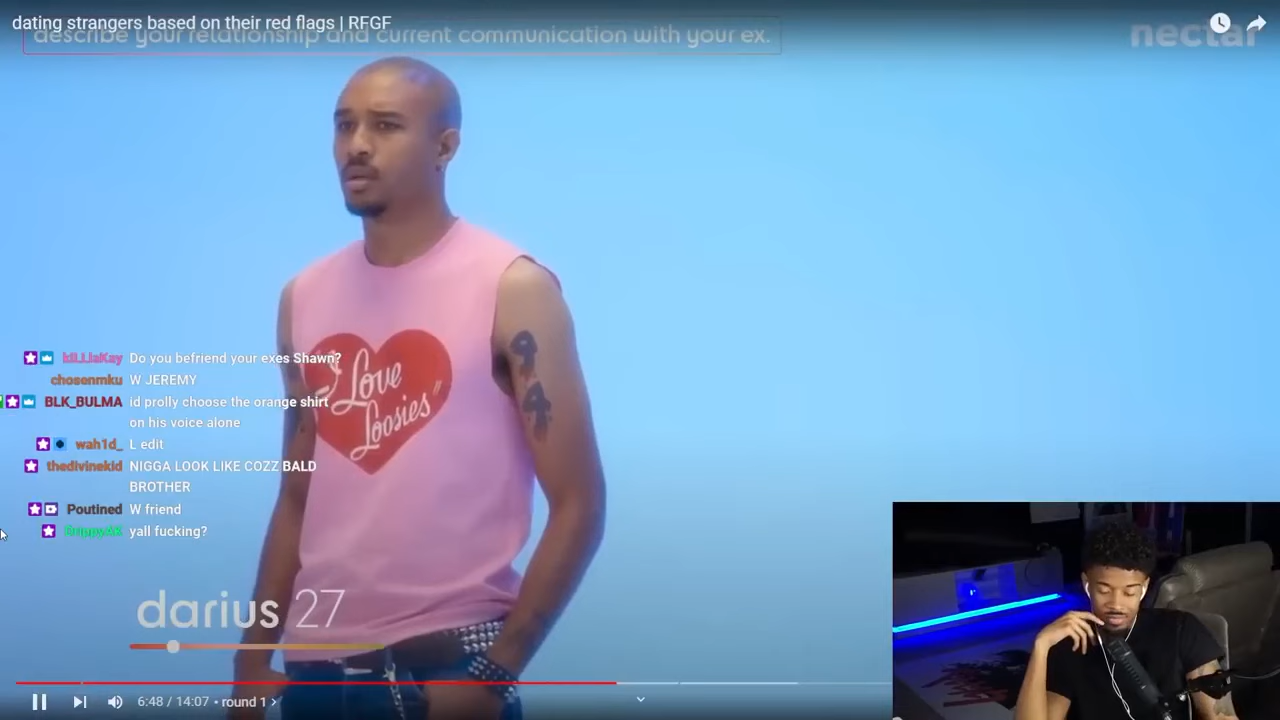 dating strangers based on their red flags | RFGF
describe your relationship and current communication with your ex.
nectar
9
4
"I Love
Loosies"
Do you befriend your exes Shawn?
chosenmku W JEREMY
BLK_BULMA id prolly choose the orange shirt
on his voice alone
wah1d_ L edit
thedivinekid NIGGA LOOK LIKE COZZ BALD
BROTHER
Poutined W friend
DrippyAK yall fucking?
darius 27
6:48 / 14:07 • round 1 >